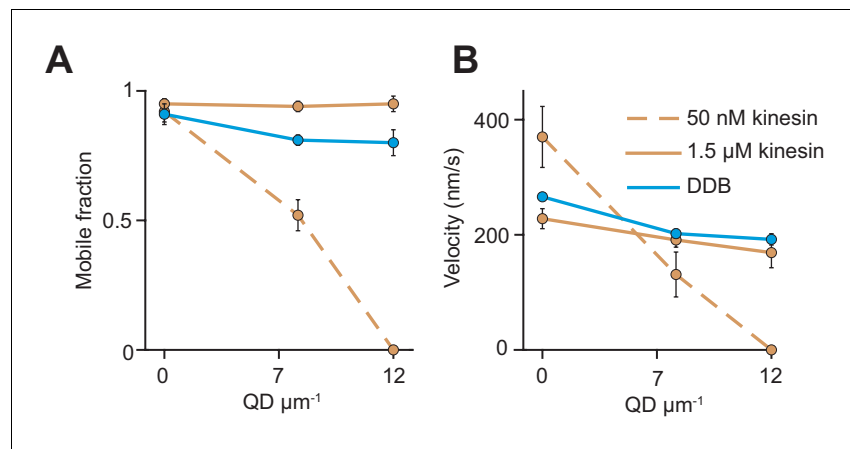 A
B
Mobile fraction
1
0.5
0
0
7
12
QD µm⁻¹
Velocity (nm/s)
400
200
0
0
7
12
QD µm⁻¹
50 nM kinesin
1.5 µM kinesin
DDB